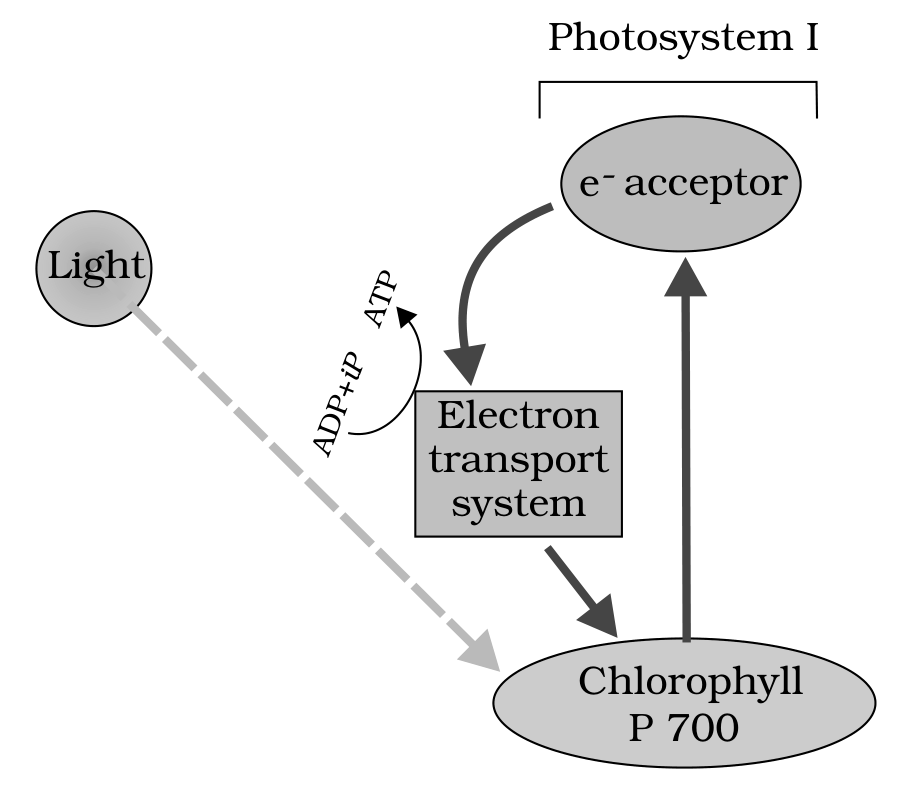 Photosystem I
e⁻ acceptor
Light
ATP
ADP+iP
Electron
transport
system
Chlorophyll
P 700